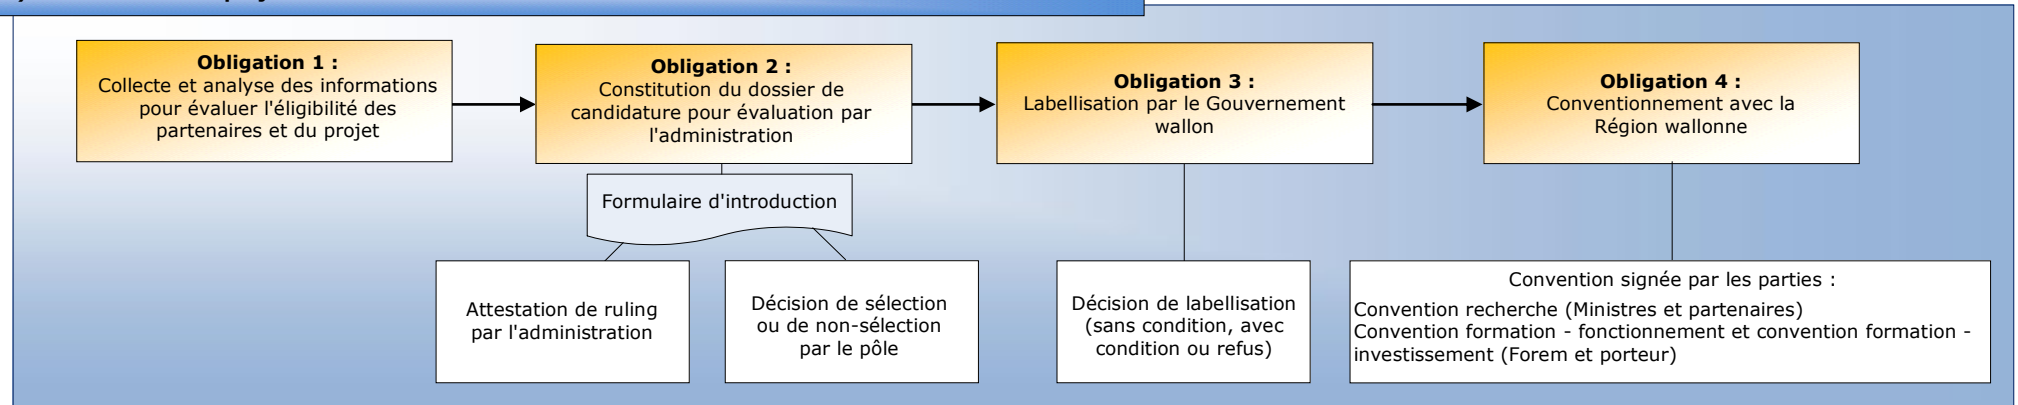 Obligation 1 :
Collecte et analyse des informations
pour évaluer l'éligibilité des
partenaires et du projet
Obligation 2 :
Constitution du dossier de
candidature pour évaluation par
l'administration
Obligation 3 :
Labellisation par le Gouvernement
wallon
Obligation 4 :
Conventionnement avec la
Région wallonne
Formulaire d'introduction
Attestation de ruling
par l'administration
Décision de sélection
ou de non-sélection
par le pôle
Décision de labellisation
(sans condition, avec
condition ou refus)
Convention signée par les parties :
Convention recherche (Ministres et partenaires)
Convention formation - fonctionnement et convention formation -
investissement (Forem et porteur)